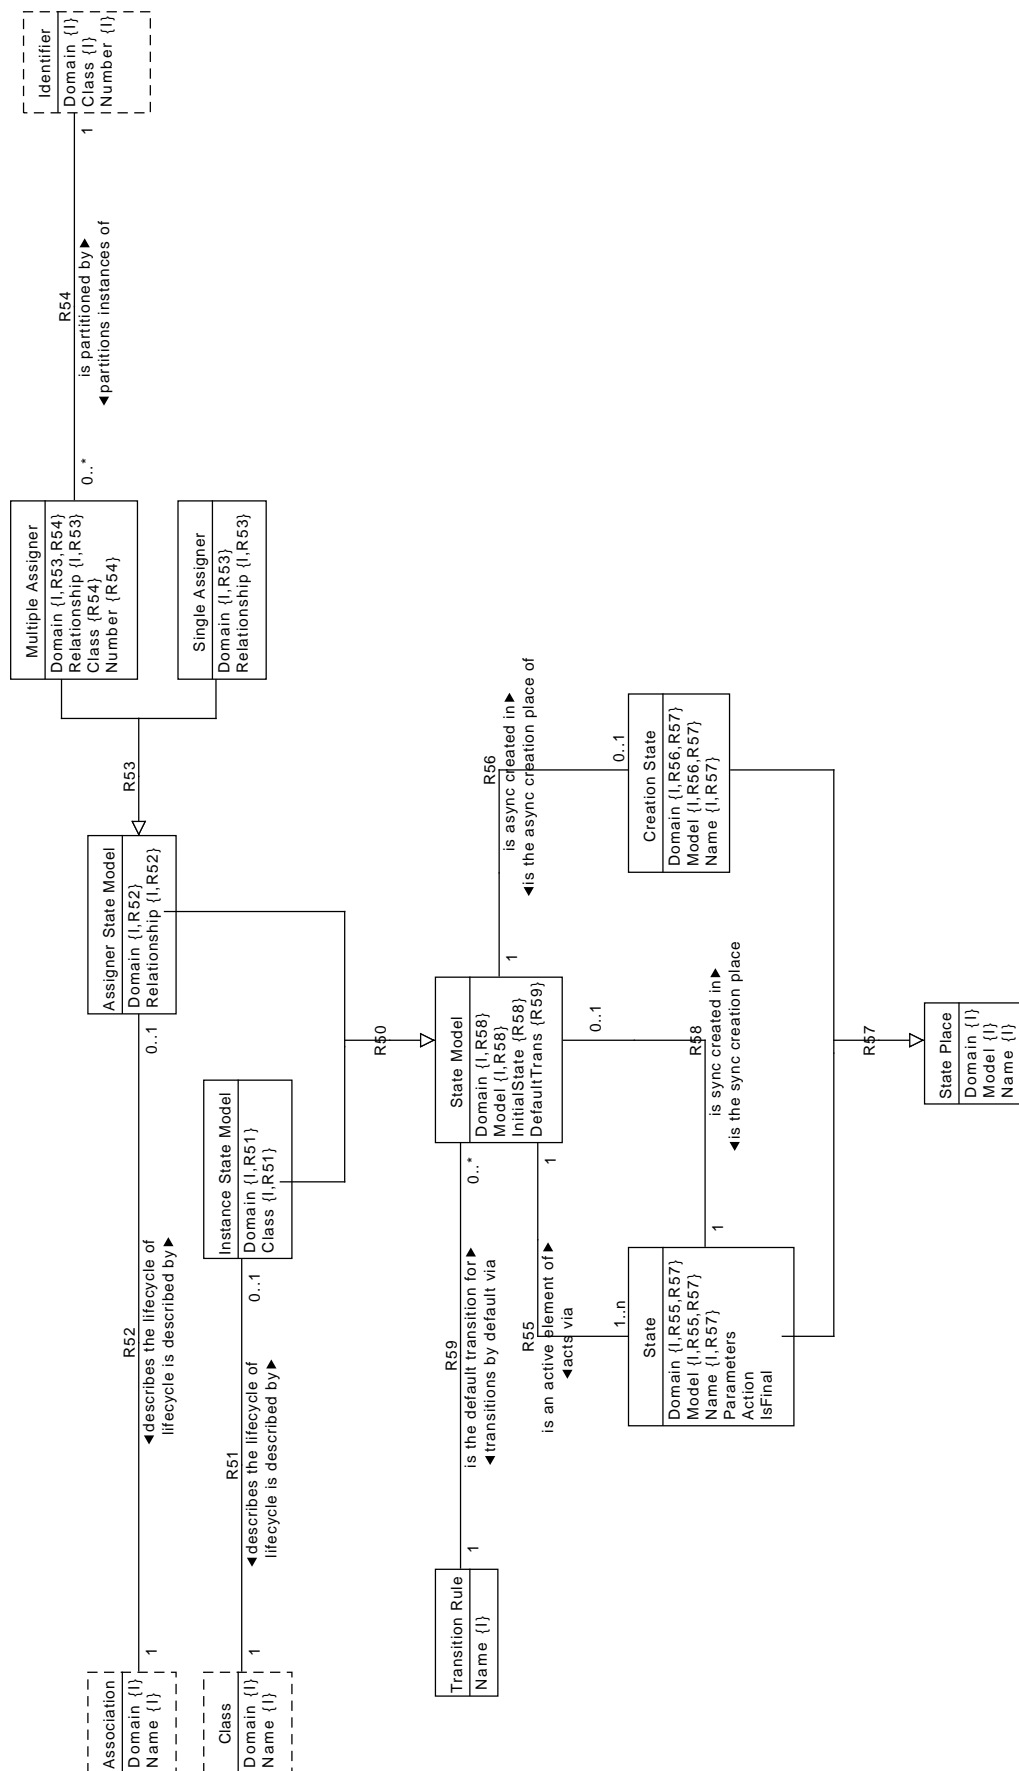 Association
Domain {I}
Name {I}
1
R52
◄describes the lifecycle of
lifecycle is described by►
0..1
Assigner State Model
Domain {I,R52}
Relationship {I,R52}
R53
Multiple Assigner
Domain {I,R53,R54}
Relationship {I,R53}
Class {R54}
Number {R54}
0..*
R54
is partitioned by►
◄partitions instances of
1
Identifier
Domain {I}
Class {I}
Number {I}
Single Assigner
Domain {I,R53}
Relationship {I,R53}
Class
Domain {I}
Name {I}
1
R51
◄describes the lifecycle of
lifecycle is described by►
0..1
Instance State Model
Domain {I,R51}
Class {I,R51}
R50
Transition Rule
Name {I}
1
R59
is the default transition for►
◄transitions by default via
0..*
State Model
Domain {I,R58}
Model {I,R58}
InitialState {R58}
DefaultTrans {R59}
1
R56
is async created in►
◄is the async creation place of
0..1
R55
is an active element of►
◄acts via
1
1..n
0..1
R58
is sync created in►
◄is the sync creation place
1
State
Domain {I,R55,R57}
Model {I,R55,R57}
Name {I,R57}
Parameters
Action
IsFinal
Creation State
Domain {I,R56,R57}
Model {I,R56,R57}
Name {I,R57}
R57
State Place
Domain {I}
Model {I}
Name {I}